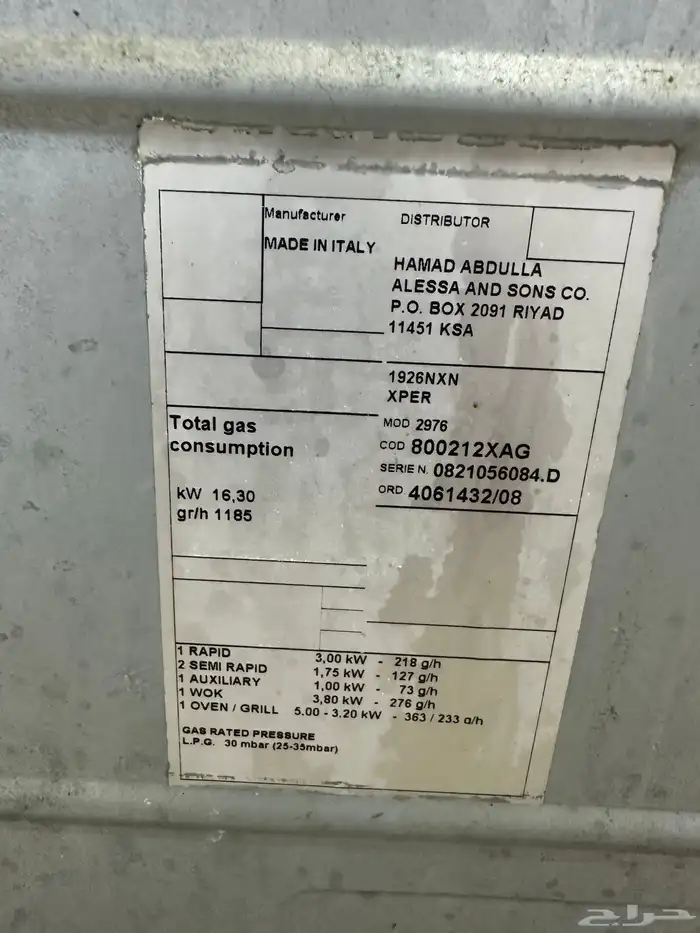 Manufacturer
MADE IN ITALY
DISTRIBUTOR
HAMAD ABDULLA
ALESSA AND SONS CO.
P.O. BOX 2091 RIYAD
11451 KSA
1926NXN
XPER
MOD 2976
COD 800212XAG
SERIE N. 0821056084.D
ORD. 4061432/08
Total gas
consumption
kW 16,30
gr/h 1185
1 RAPID 3,00 kW - 218 g/h
2 SEMI RAPID 1,75 kW - 127 g/h
1 AUXILIARY 1,00 kW - 73 g/h
1 WOK 3,80 kW - 276 g/h
1 OVEN / GRILL 5.00 - 3.20 kW - 363 / 233 g/h
GAS RATED PRESSURE
L.P.G. 30 mbar (25-35mbar)
حراج